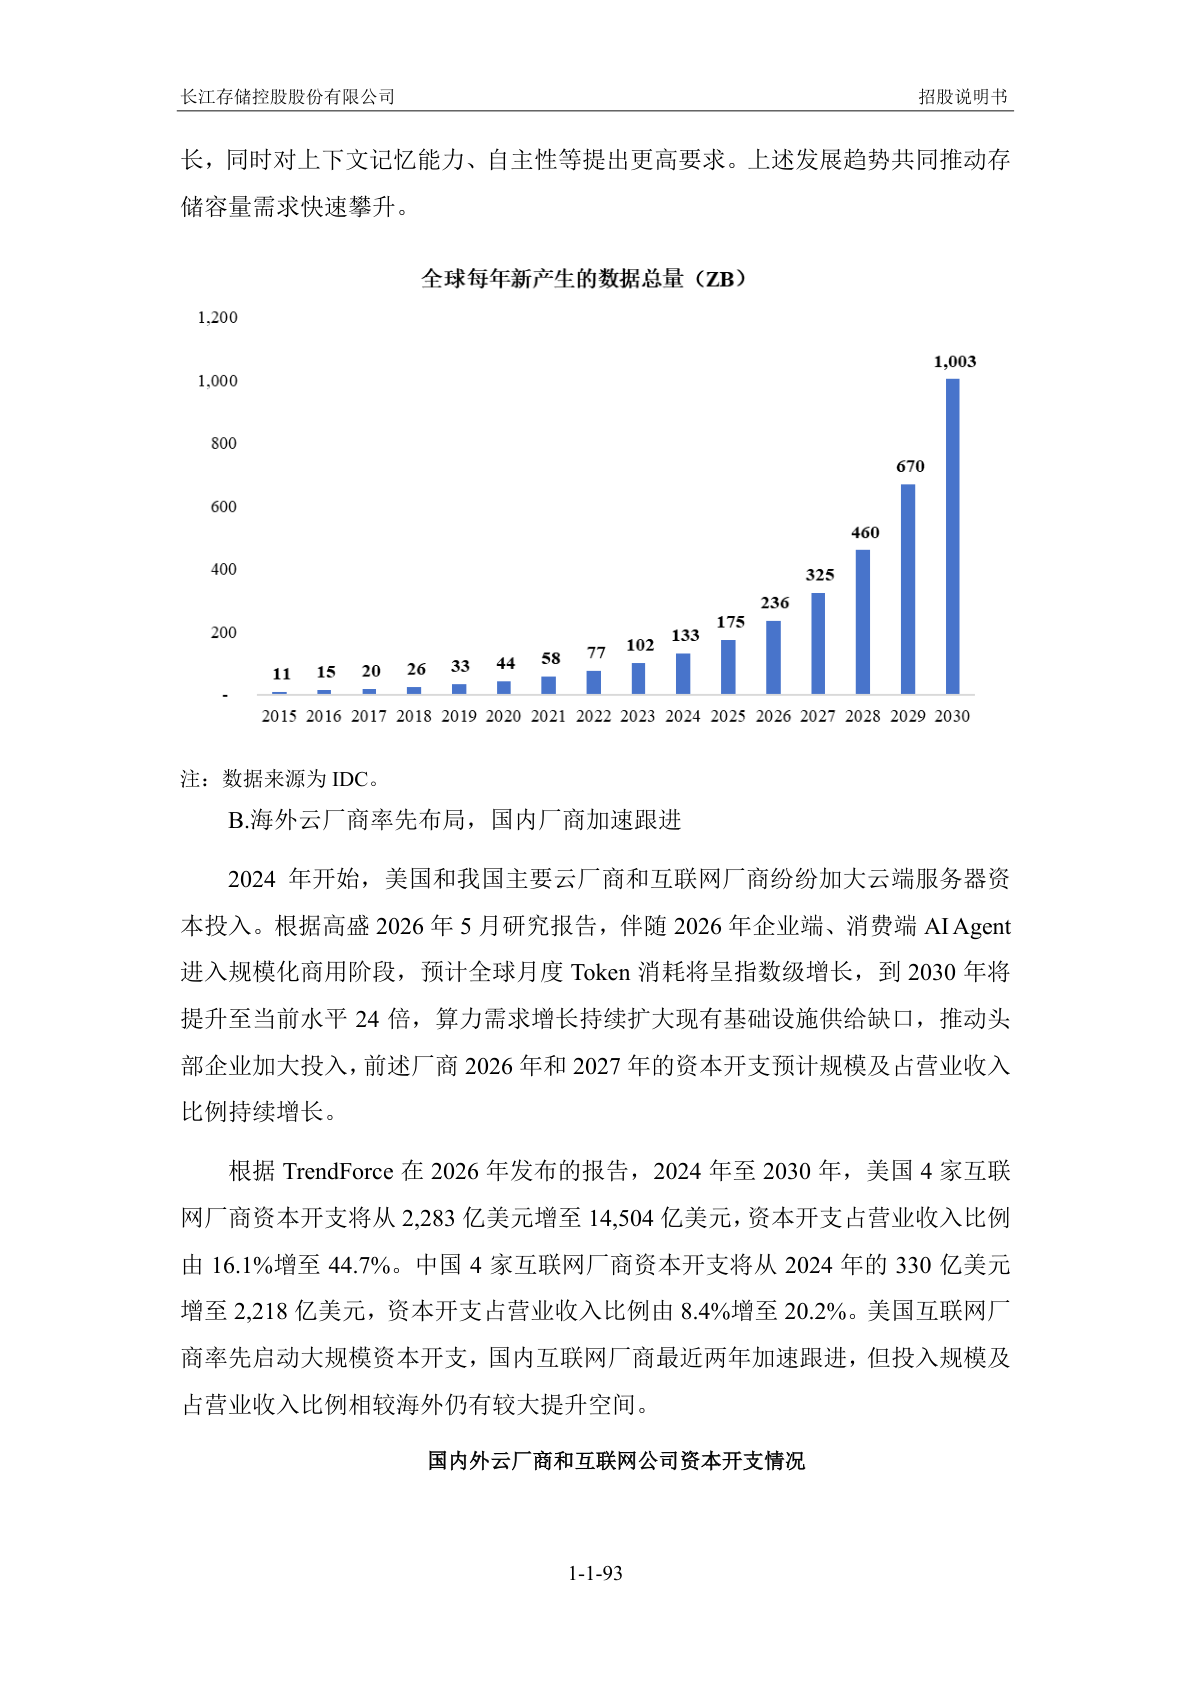 长江存储控股股份有限公司 招股说明书
长，同时对上下文记忆能力、自主性等提出更高要求。上述发展趋势共同推动存
储容量需求快速攀升。
全球每年新产生的数据总量（ZB）
1,200
1,000
800
600
400
200
-
11 15 20 26 33 44 58 77 102 133 175 236 325 460 670 1,003
2015 2016 2017 2018 2019 2020 2021 2022 2023 2024 2025 2026 2027 2028 2029 2030
注：数据来源为 IDC。
B.海外云厂商率先布局，国内厂商加速跟进
2024 年开始，美国和我国主要云厂商和互联网厂商纷纷加大云端服务器资
本投入。根据高盛 2026 年 5 月研究报告，伴随 2026 年企业端、消费端 AI Agent
进入规模化商用阶段，预计全球月度 Token 消耗将呈指数级增长，到 2030 年将
提升至当前水平 24 倍，算力需求增长持续扩大现有基础设施供给缺口，推动头
部企业加大投入，前述厂商 2026 年和 2027 年的资本开支预计规模及占营业收入
比例持续增长。
根据 TrendForce 在 2026 年发布的报告，2024 年至 2030 年，美国 4 家互联
网厂商资本开支将从 2,283 亿美元增至 14,504 亿美元，资本开支占营业收入比例
由 16.1%增至 44.7%。中国 4 家互联网厂商资本开支将从 2024 年的 330 亿美元
增至 2,218 亿美元，资本开支占营业收入比例由 8.4%增至 20.2%。美国互联网厂
商率先启动大规模资本开支，国内互联网厂商最近两年加速跟进，但投入规模及
占营业收入比例相较海外仍有较大提升空间。
国内外云厂商和互联网公司资本开支情况
1-1-93